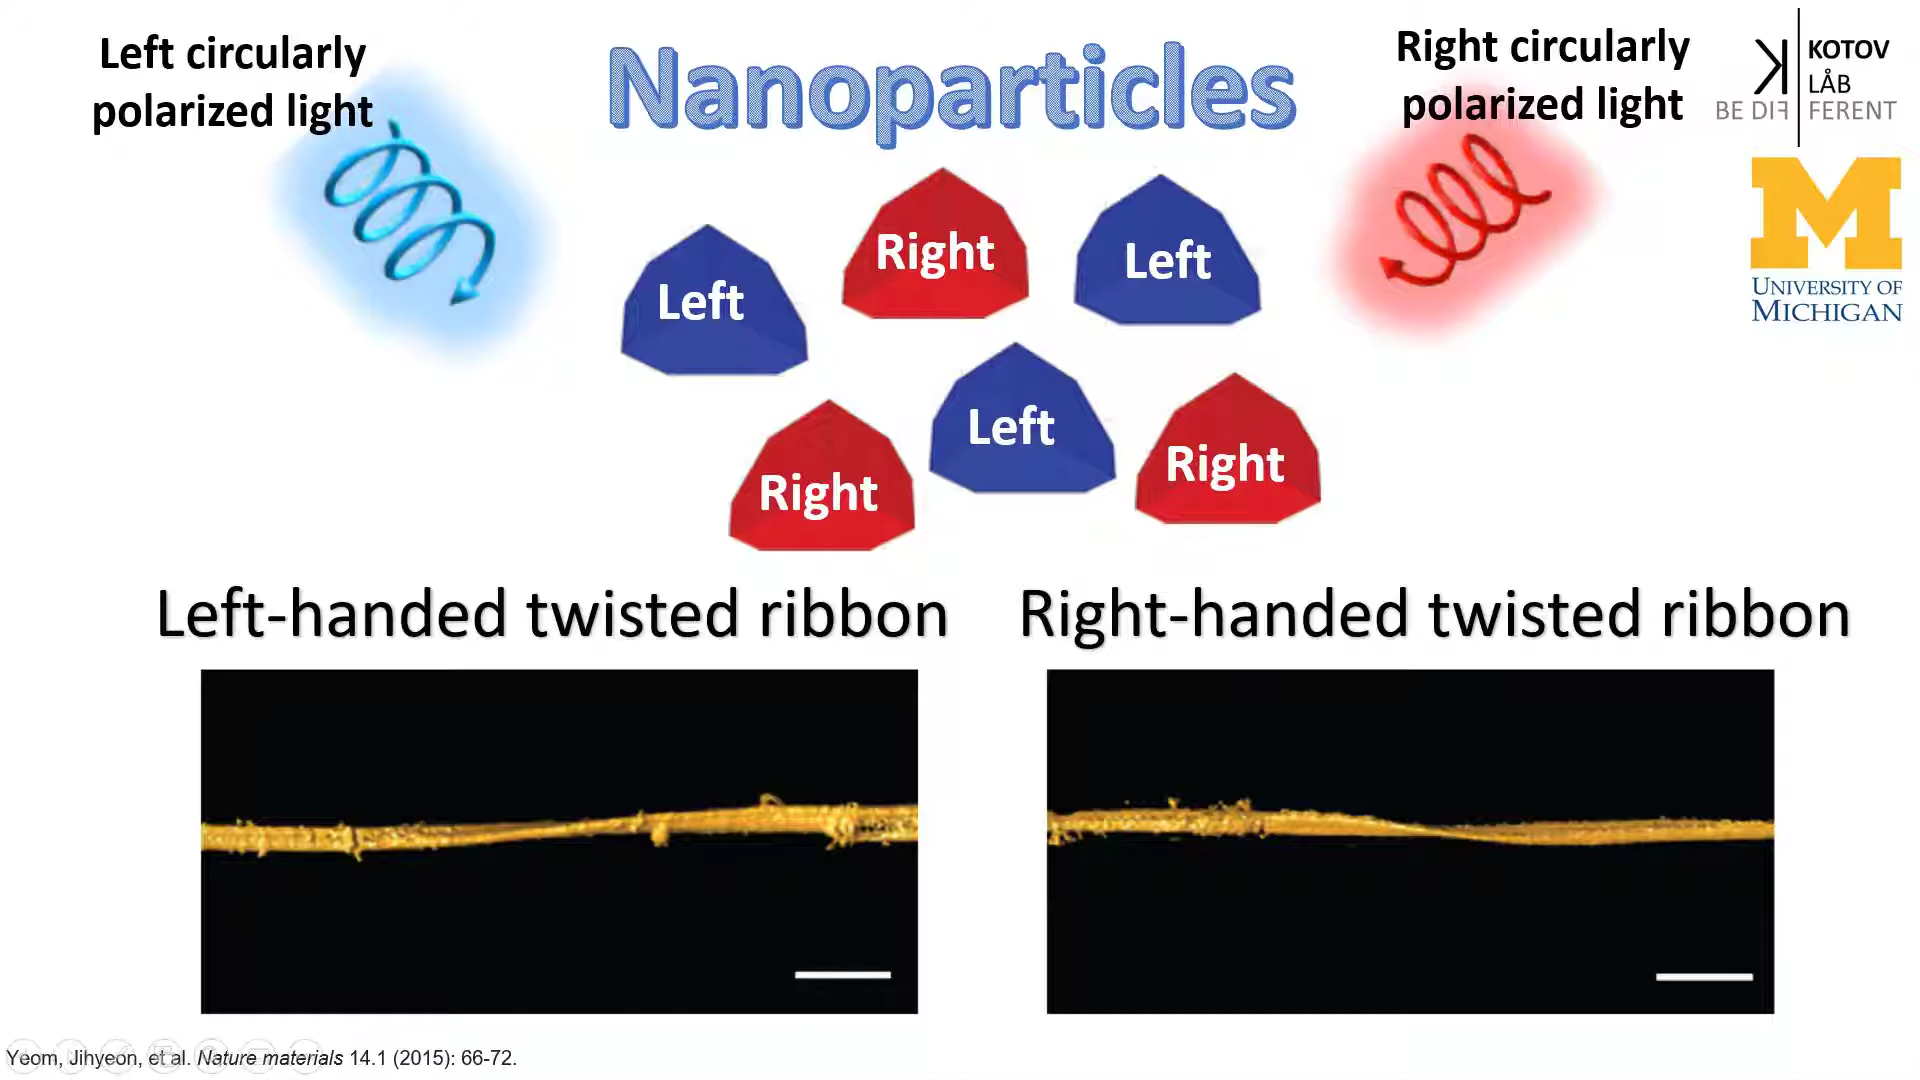 Left circularly
polarized light
Nanoparticles
Right circularly
polarized light
KOTOV
LÅB
BE DIF FERENT
M
UNIVERSITY OF
MICHIGAN
Left
Right
Left
Right
Left
Right
Left-handed twisted ribbon
Right-handed twisted ribbon
Yeom, Jihyeon, et al. Nature materials 14.1 (2015): 66-72.